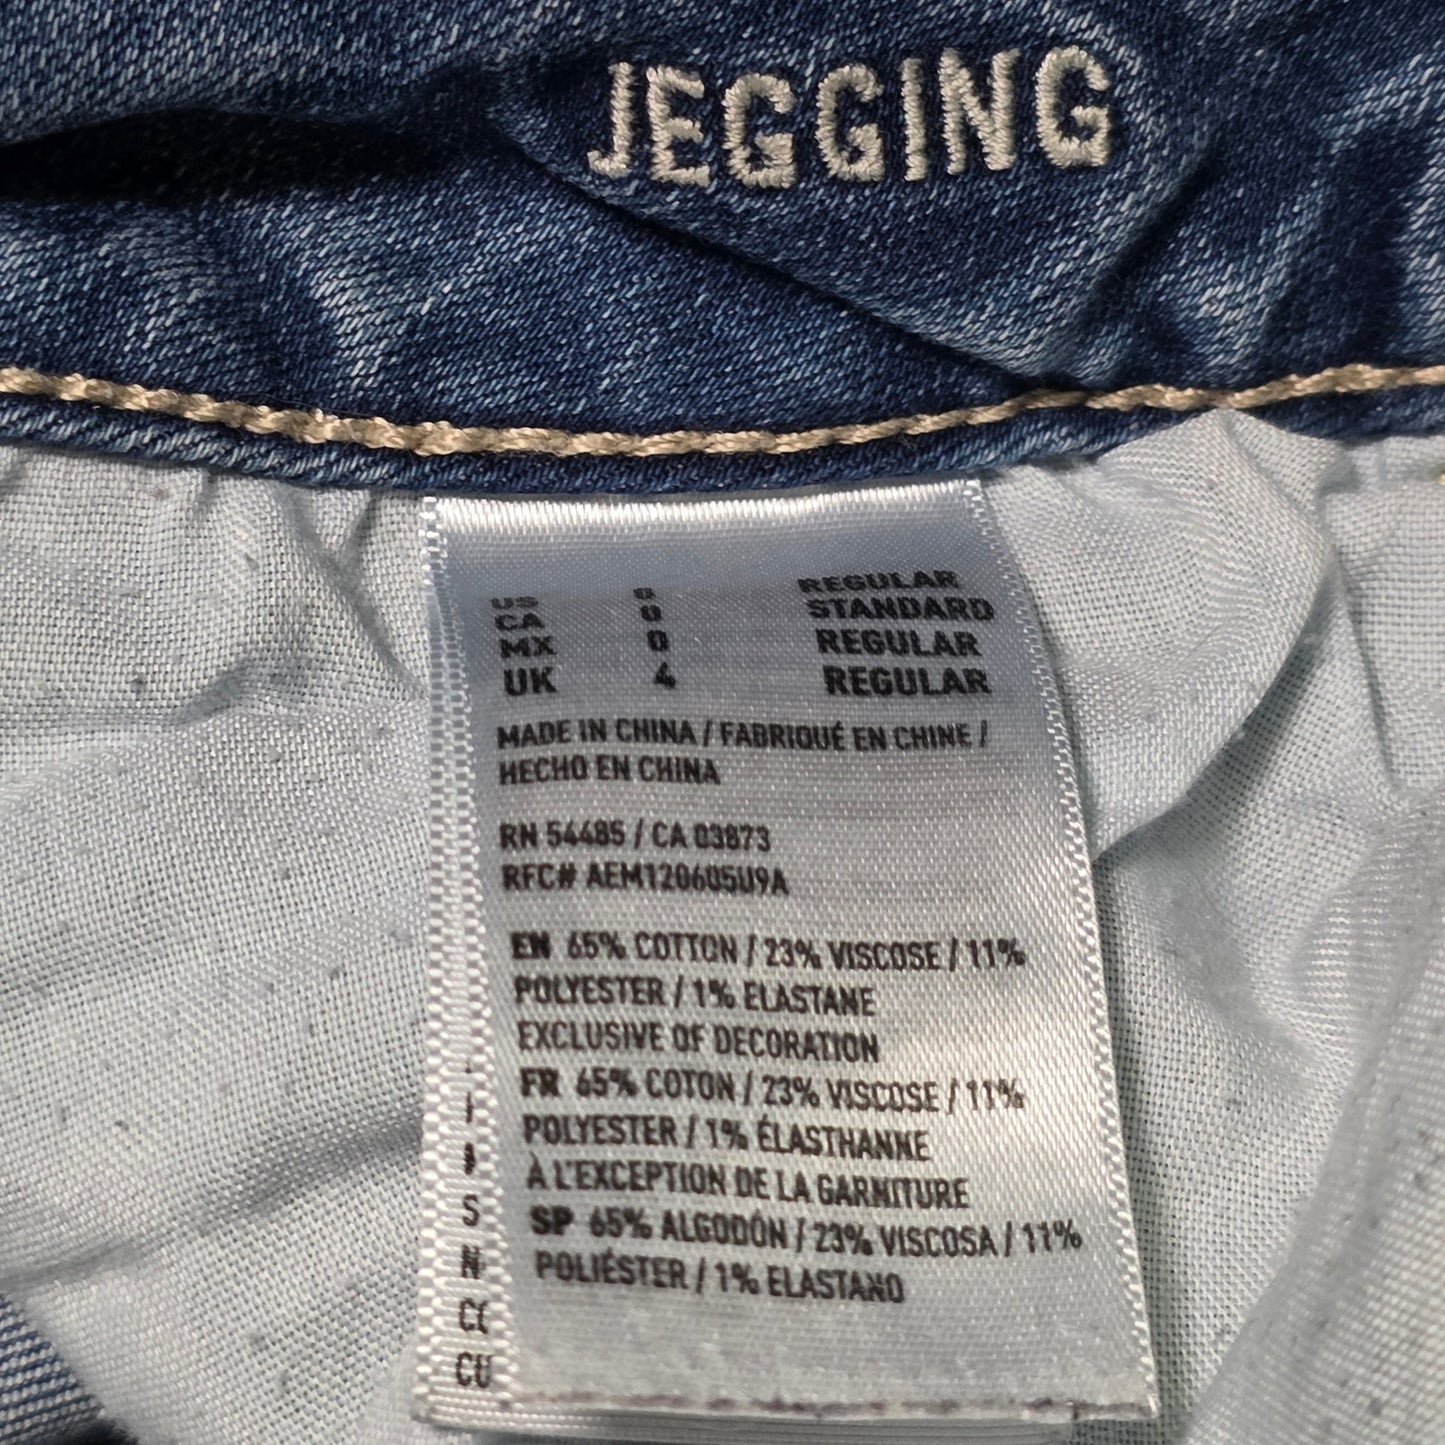 JEGGING
US 0 REGULAR
CA 0 STANDARD
MX 0 REGULAR
UK 4 REGULAR
MADE IN CHINA / FABRIQUÉ EN CHINE /
HECHO EN CHINA
RN 54485 / CA 03873
RFC# AEM120605U9A
EN 65% COTTON / 23% VISCOSE / 11%
POLYESTER / 1% ELASTANE
EXCLUSIVE OF DECORATION
FR 65% COTON / 23% VISCOSE / 11%
POLYESTER / 1% ÉLASTHANNE
À L'EXCEPTION DE LA GARNITURE
SP 65% ALGODÓN / 23% VISCOSA / 11%
POLIÉSTER / 1% ELASTANO
S
N
CU